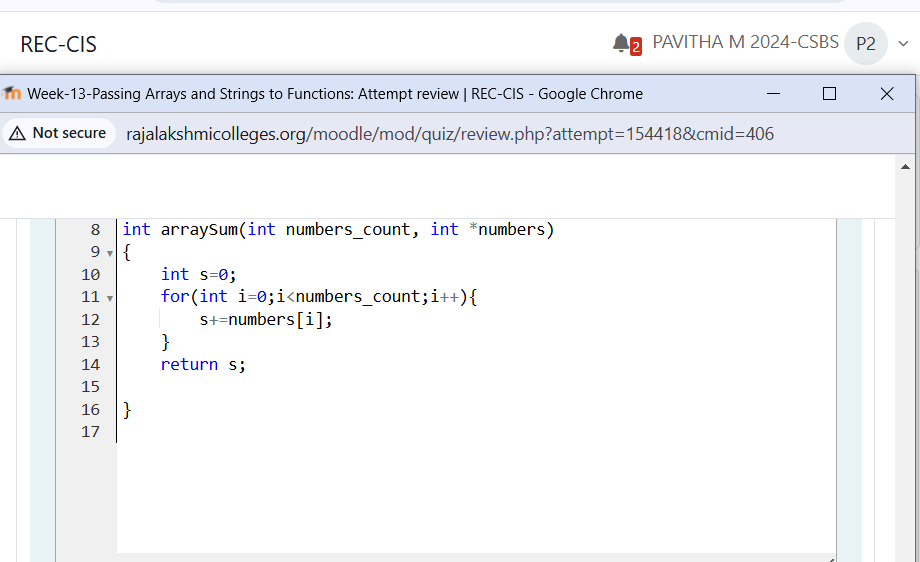 REC-CIS
2 PAVITHA M 2024-CSBS P2
Week-13-Passing Arrays and Strings to Functions: Attempt review | REC-CIS - Google Chrome
Not secure rajalakshmicolleges.org/moodle/mod/quiz/review.php?attempt=154418&cmid=406
8 int arraySum(int numbers_count, int *numbers)
9 {
10     int s=0;
11     for(int i=0;i<numbers_count;i++){
12         s+=numbers[i];
13     }
14     return s;
15
16 }
17